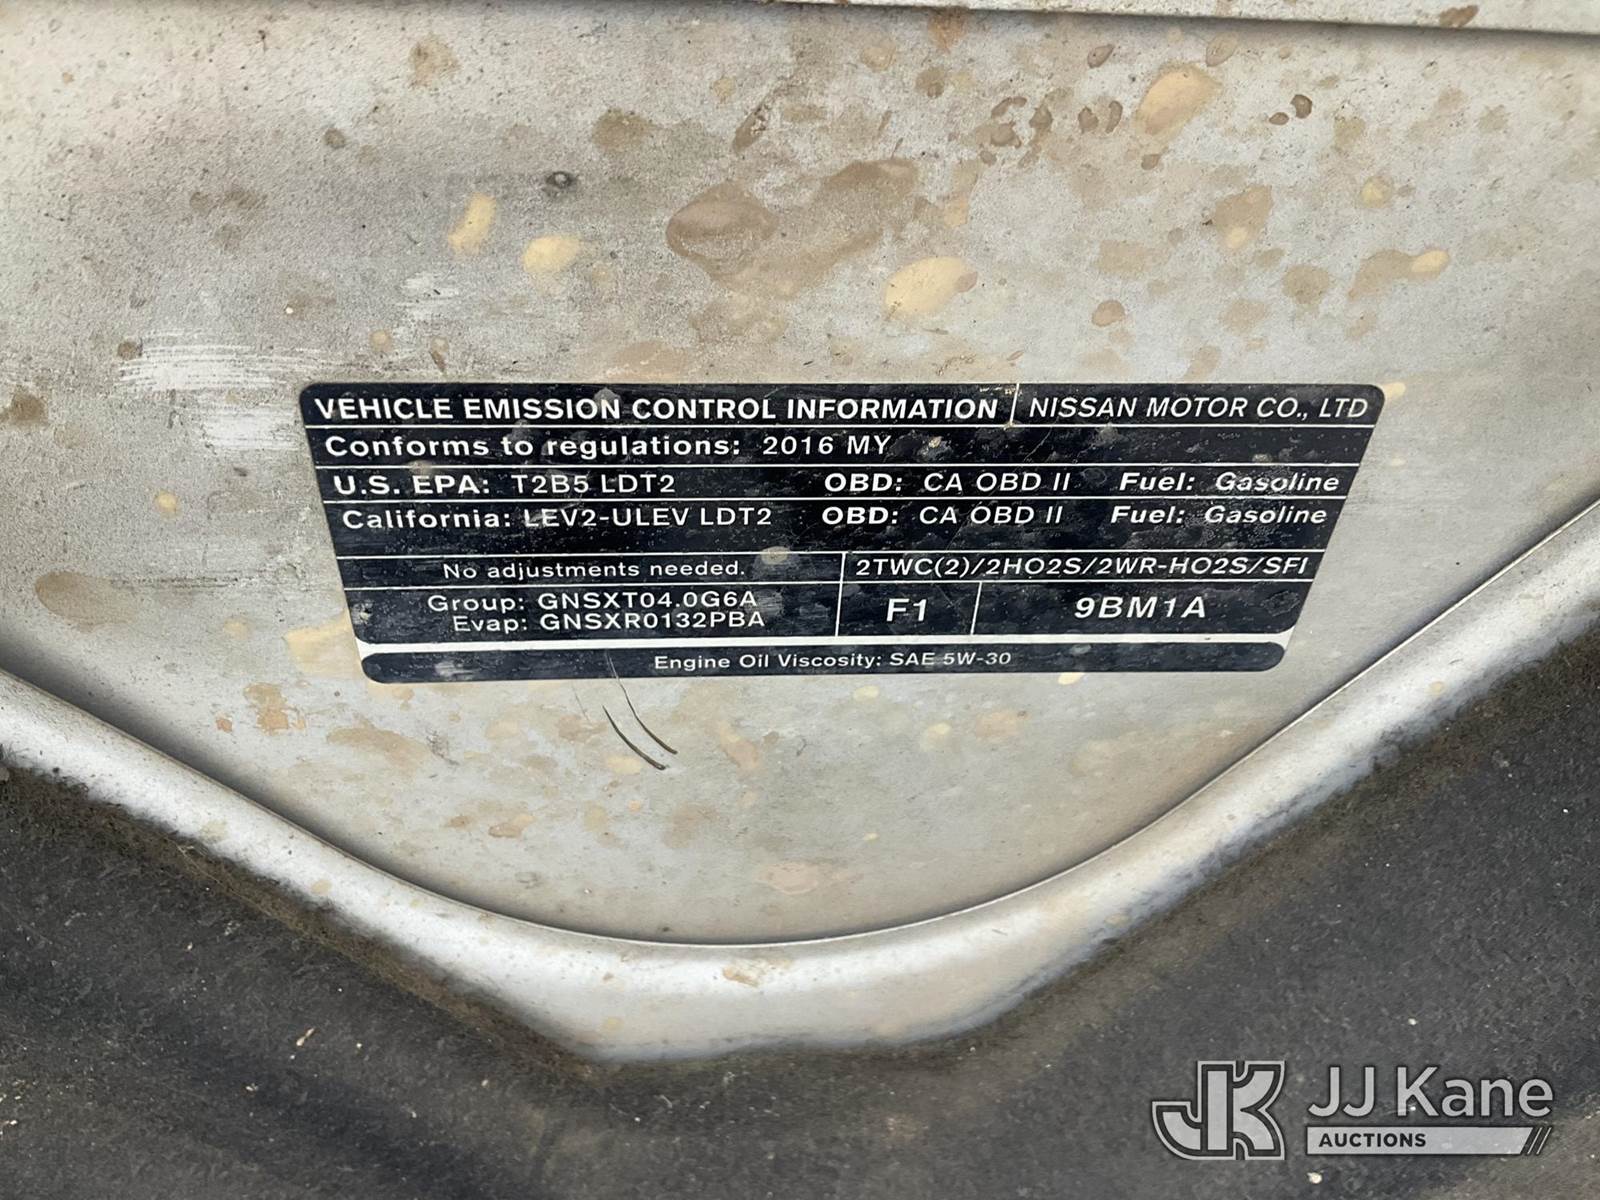 VEHICLE EMISSION CONTROL INFORMATION NISSAN MOTOR CO., LTD
Conforms to regulations: 2016 MY
U.S. EPA: T2B5 LDT2 OBD: CA OBD II Fuel: Gasoline
California: LEV2-ULEV LDT2 OBD: CA OBD II Fuel: Gasoline
No adjustments needed. 2TWC(2)/2HO2S/2WR-HO2S/SFI
Group: GNSXT04.0G6A
Evap: GNSXR0132PBA
F1 9BM1A
Engine Oil Viscosity: SAE 5W-30
JK JJ Kane
AUCTIONS